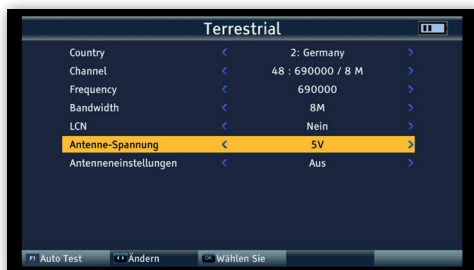 Terrestrial
Country < 2: Germany >
Channel < 48 : 690000 / 8 M >
Frequency < 690000 >
Bandwidth < 8M >
LCN < Nein >
Antenne-Spannung < 5V >
Antenneneinstellungen < Aus >
F1 Auto Test Ändern OK Wählen Sie